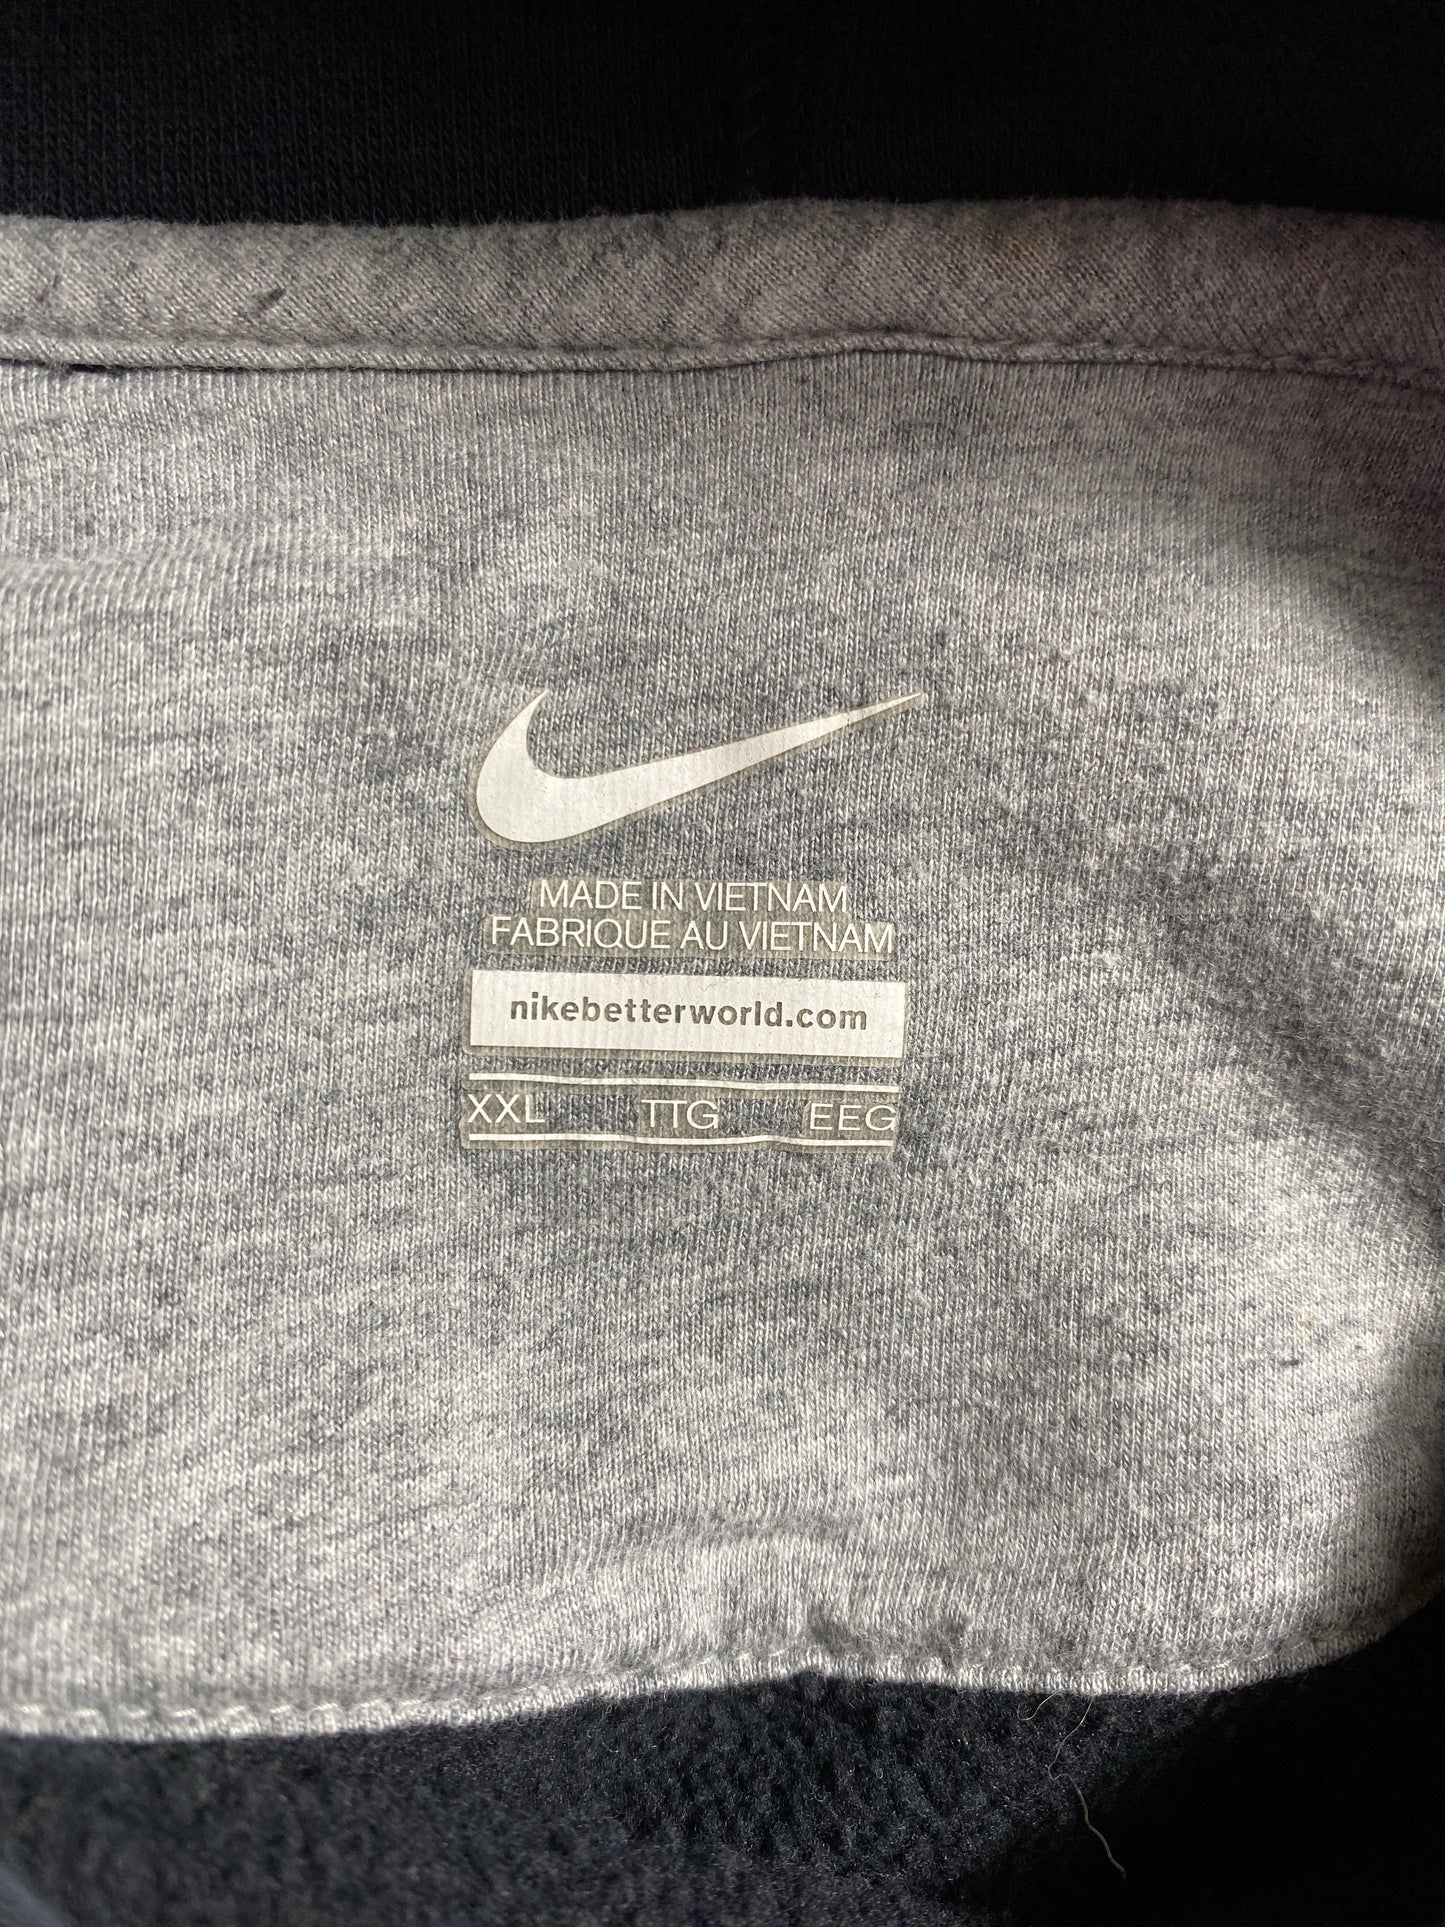 MADE IN VIETNAM
FABRIQUE AU VIETNAM
nikebetterworld.com
XXL TTG EEG